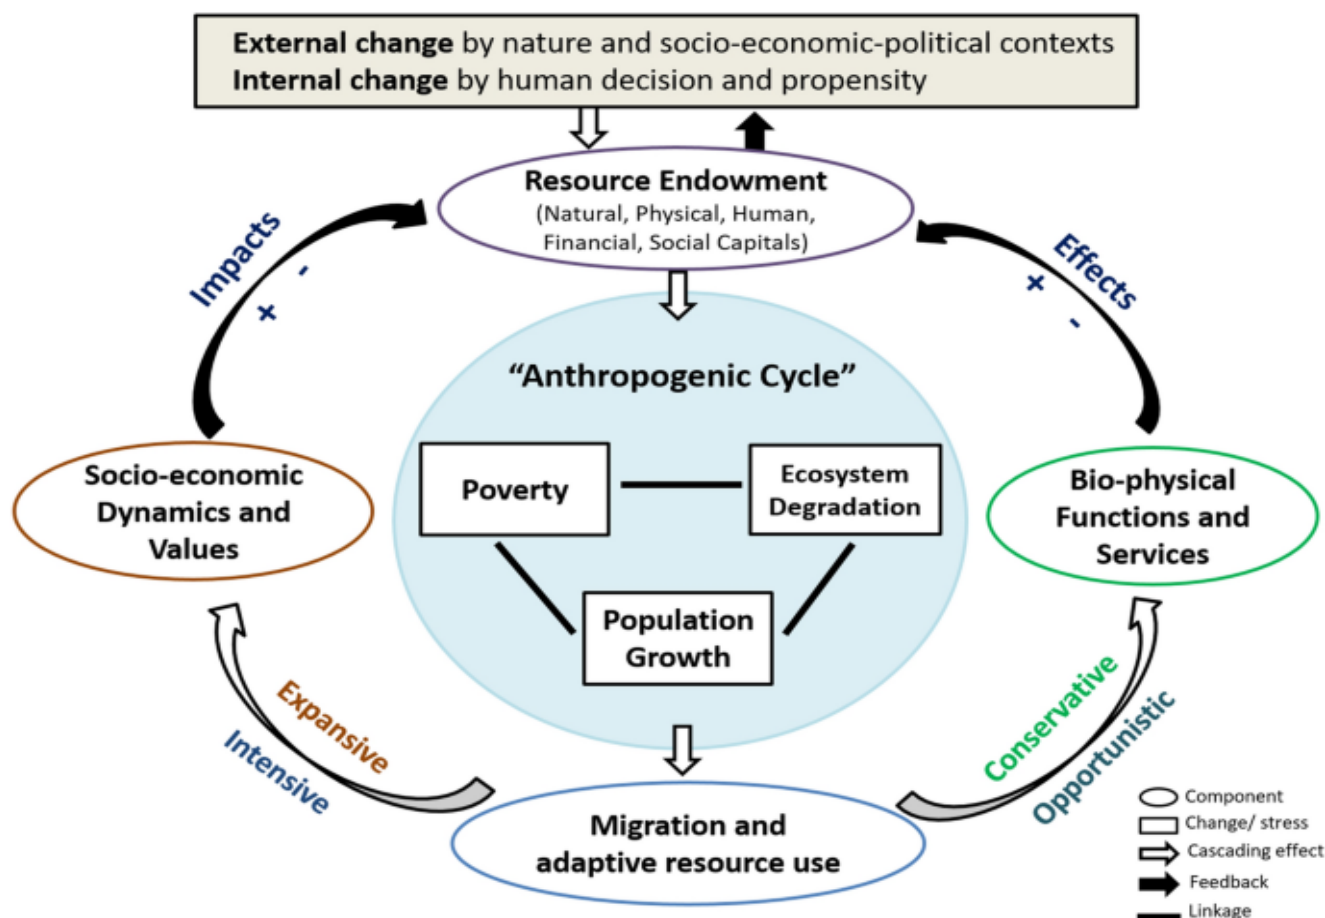 External change by nature and socio-economic-political contexts
Internal change by human decision and propensity
Resource Endowment
(Natural, Physical, Human,
Financial, Social Capitals)
Impacts
+ -
Effects
+ -
“Anthropogenic Cycle”
Poverty
Ecosystem
Degradation
Population
Growth
Socio-economic
Dynamics and
Values
Bio-physical
Functions and
Services
Expansive
Intensive
Conservative
Opportunistic
Migration and
adaptive resource use
Component
Change/ stress
Cascading effect
Feedback
Linkage